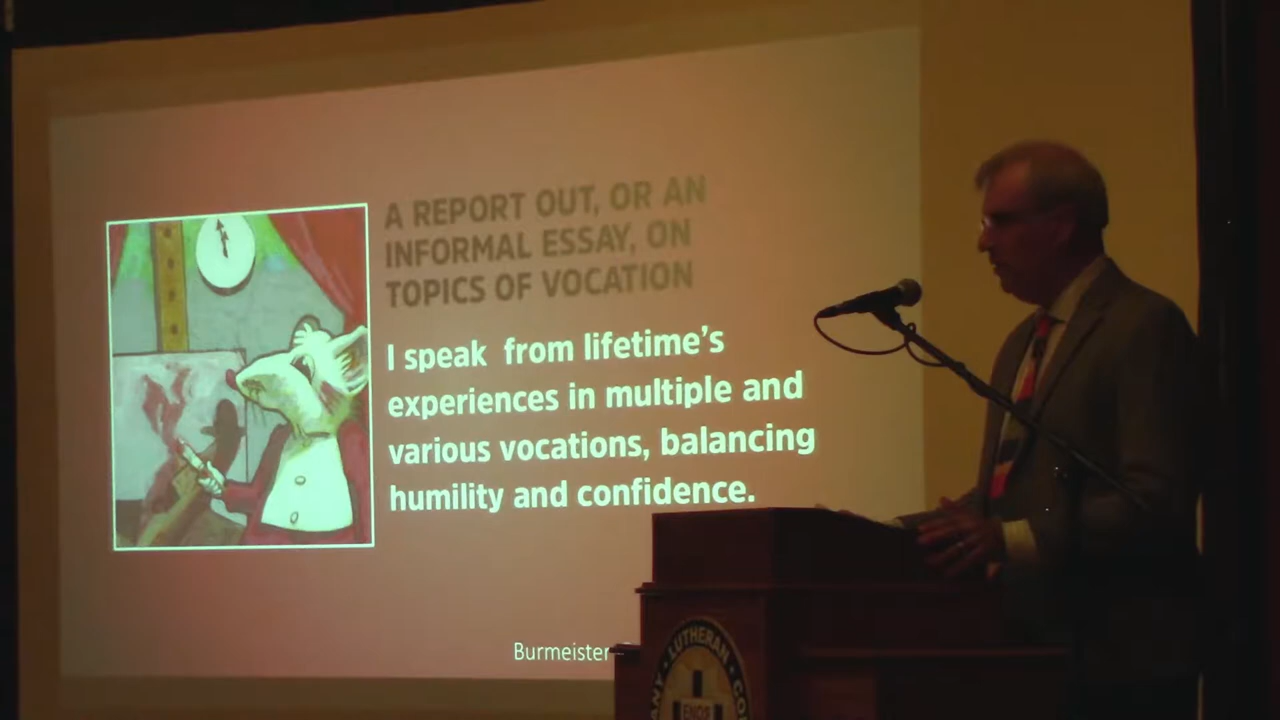 A REPORT OUT, OR AN
INFORMAL ESSAY, ON
TOPICS OF VOCATION
I speak  from lifetime’s
experiences in multiple and
various vocations, balancing
humility and confidence.
Burmeister
LUTHERAN